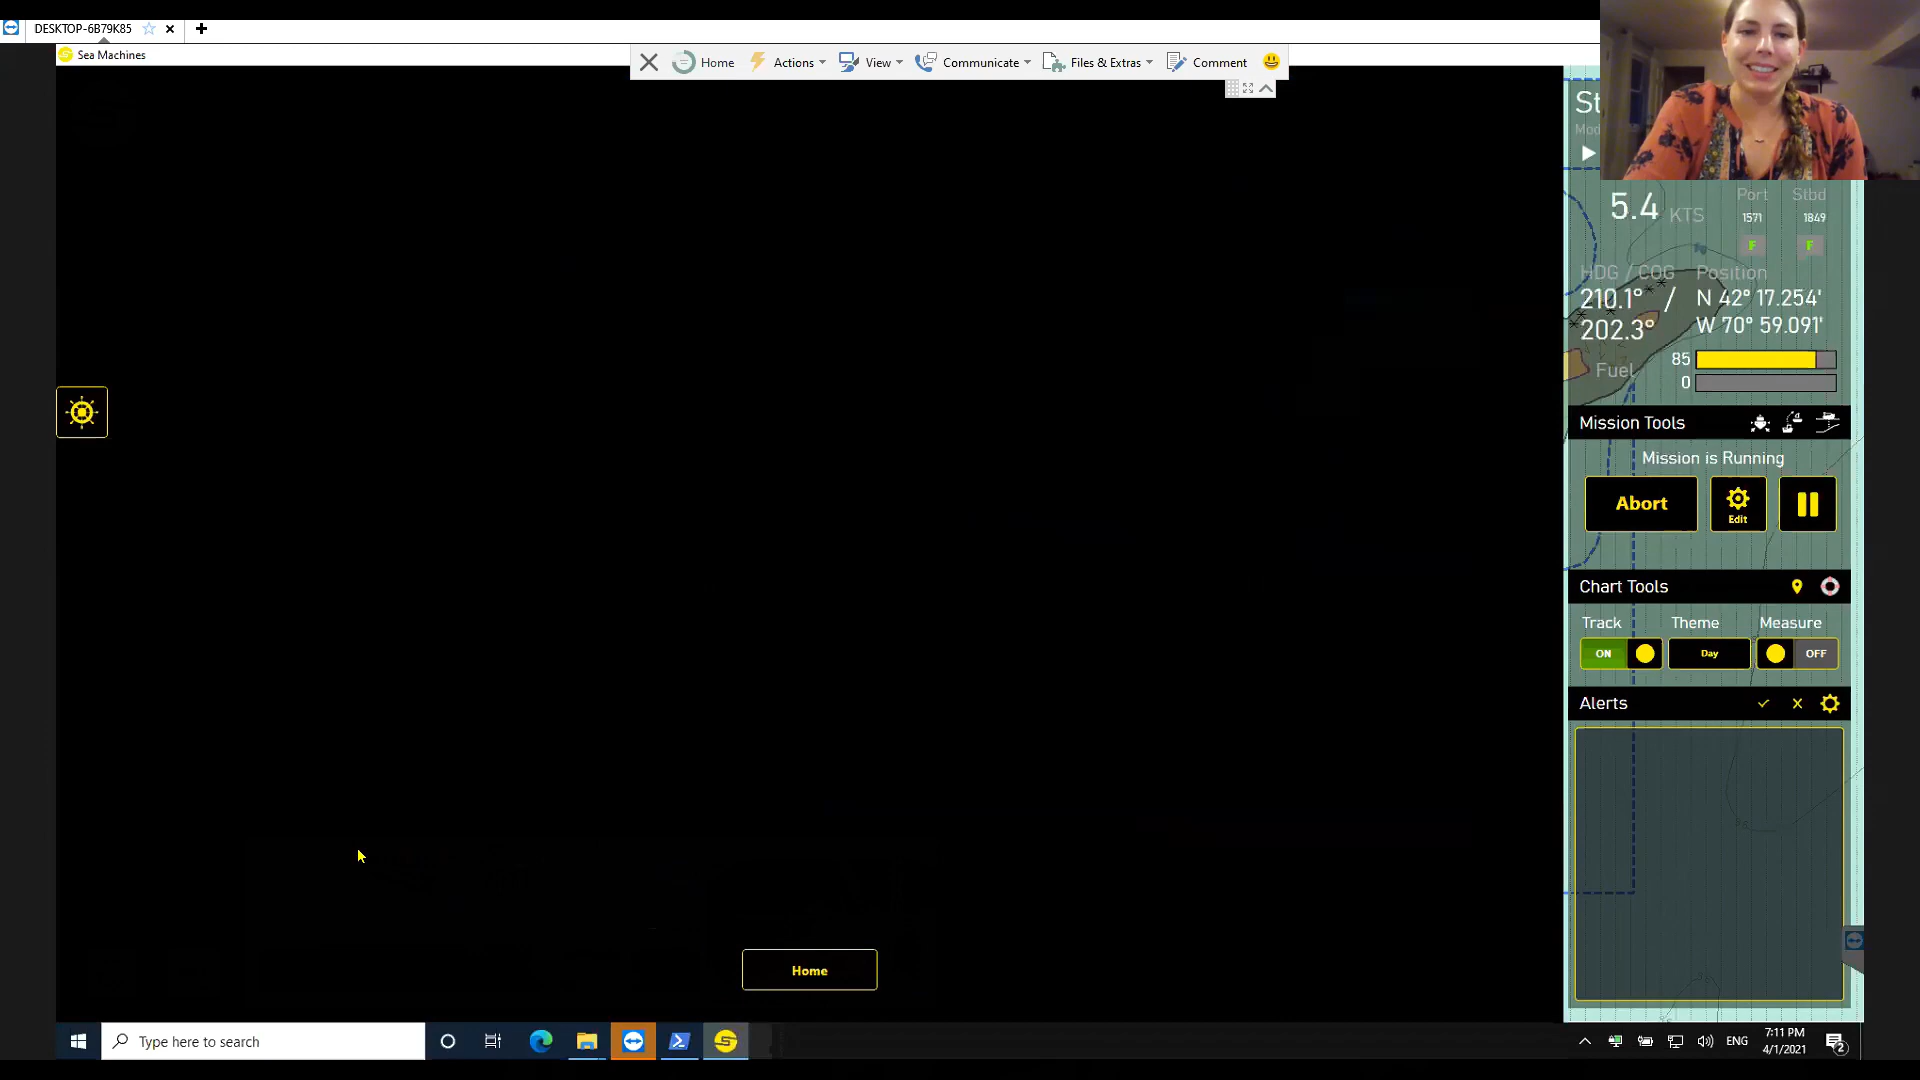 DESKTOP-6B79K85
Sea Machines
Home
Actions
View
Communicate
Files & Extras
Comment
St
Mod
5.4 KTS
Port
1571
F
Stbd
1849
F
HDG / COG
210.1° /
202.3°
Position
N 42° 17.254'
W 70° 59.091'
Fuel
85
0
Mission Tools
Mission is Running
Abort
Edit
Chart Tools
Track
Theme
Measure
ON
Day
OFF
Alerts
Home
Type here to search
ENG
7:11 PM
4/1/2021
2